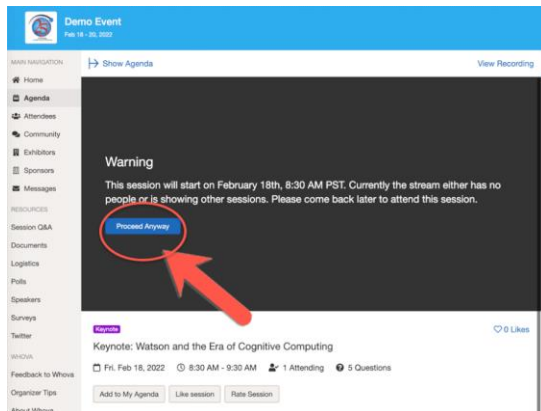 Demo Event
Feb 18 - 20, 2022
MAIN NAVIGATION
Home
Agenda
Attendees
Community
Exhibitors
Sponsors
Messages
RESOURCES
Session Q&A
Documents
Logistics
Polls
Speakers
Surveys
Twitter
WHOVA
Feedback to Whova
Organizer Tips
About Whova
Show Agenda
View Recording
Warning
This session will start on February 18th, 8:30 AM PST. Currently the stream either has no
people or is showing other sessions. Please come back later to attend this session.
Proceed Anyway
Keynote
0 Likes
Keynote: Watson and the Era of Cognitive Computing
Fri. Feb 18, 2022 8:30 AM - 9:30 AM 1 Attending 5 Questions
Add to My Agenda Like session Rate Session